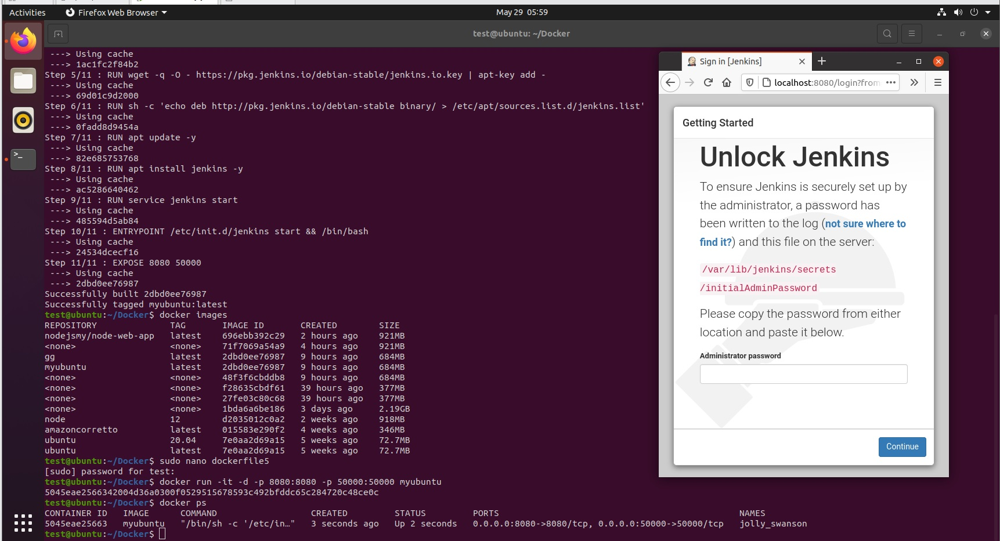 Activities
Firefox Web Browser
May 29 05:59
test@ubuntu: ~/Docker
---> Using cache
---> 1ac1fc2f84b2
Step 5/11 : RUN wget -q -O - https://pkg.jenkins.io/debian-stable/jenkins.io.key | apt-key add -
---> Using cache
---> 69d01c9d2000
Step 6/11 : RUN sh -c 'echo deb http://pkg.jenkins.io/debian-stable binary/ > /etc/apt/sources.list.d/jenkins.list'
---> Using cache
---> 0fadd8d9454a
Step 7/11 : RUN apt update -y
---> Using cache
---> 82e685753768
Step 8/11 : RUN apt install jenkins -y
---> Using cache
---> ac5286640462
Step 9/11 : RUN service jenkins start
---> Using cache
---> 485594d5ab84
Step 10/11 : ENTRYPOINT /etc/init.d/jenkins start && /bin/bash
---> Using cache
---> 24534dcecf16
Step 11/11 : EXPOSE 8080 50000
---> Using cache
---> 2dbd0ee76987
Successfully built 2dbd0ee76987
Successfully tagged myubuntu:latest
test@ubuntu:~/Docker$ docker images
REPOSITORY TAG IMAGE ID CREATED SIZE
nodejsmy/node-web-app latest 696ebb392c29 2 hours ago 921MB
<none> <none> 71f7069a54a9 4 hours ago 921MB
gg latest 2dbd0ee76987 9 hours ago 684MB
myubuntu latest 2dbd0ee76987 9 hours ago 684MB
<none> <none> 48f3f6cbddb8 9 hours ago 684MB
<none> <none> f28635cbdf61 39 hours ago 377MB
<none> <none> 27fe03c80c68 39 hours ago 377MB
<none> <none> 1bda6a6be186 3 days ago 2.19GB
node 12 d2035012c0a2 2 weeks ago 918MB
amazoncorretto latest 015583e290f2 4 weeks ago 346MB
ubuntu 20.04 7e0aa2d69a15 5 weeks ago 72.7MB
ubuntu latest 7e0aa2d69a15 5 weeks ago 72.7MB
test@ubuntu:~/Docker$ sudo nano dockerfile5
[sudo] password for test:
test@ubuntu:~/Docker$ docker run -it -d -p 8080:8080 -p 50000:50000 myubuntu
5045eae2566342004d36a0300f0529515678593c492bfddc65c284720c48ce0c
test@ubuntu:~/Docker$ docker ps
CONTAINER ID IMAGE COMMAND CREATED STATUS PORTS NAMES
5045eae25663 myubuntu "/bin/sh -c '/etc/in…" 3 seconds ago Up 2 seconds 0.0.0.0:8080->8080/tcp, 0.0.0.0:50000->50000/tcp jolly_swanson
test@ubuntu:~/Docker$
Sign in [Jenkins]
localhost:8080/login?from
Getting Started
Unlock Jenkins
To ensure Jenkins is securely set up by
the administrator, a password has
been written to the log (not sure where to
find it?) and this file on the server:
/var/lib/jenkins/secrets
/initialAdminPassword
Please copy the password from either
location and paste it below.
Administrator password
Continue